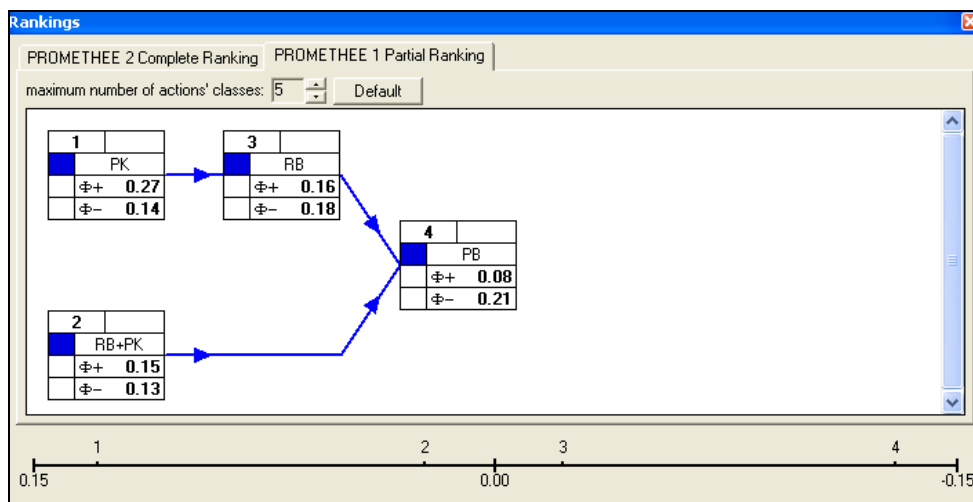 Rankings
PROMETHEE 2 Complete Ranking PROMETHEE 1 Partial Ranking
maximum number of actions' classes: 5 Default
1
PK
Φ+ 0.27
Φ− 0.14
3
RB
Φ+ 0.16
Φ− 0.18
4
PB
Φ+ 0.08
Φ− 0.21
2
RB+PK
Φ+ 0.15
Φ− 0.13
1 2 3 4
0.15 0.00 -0.15